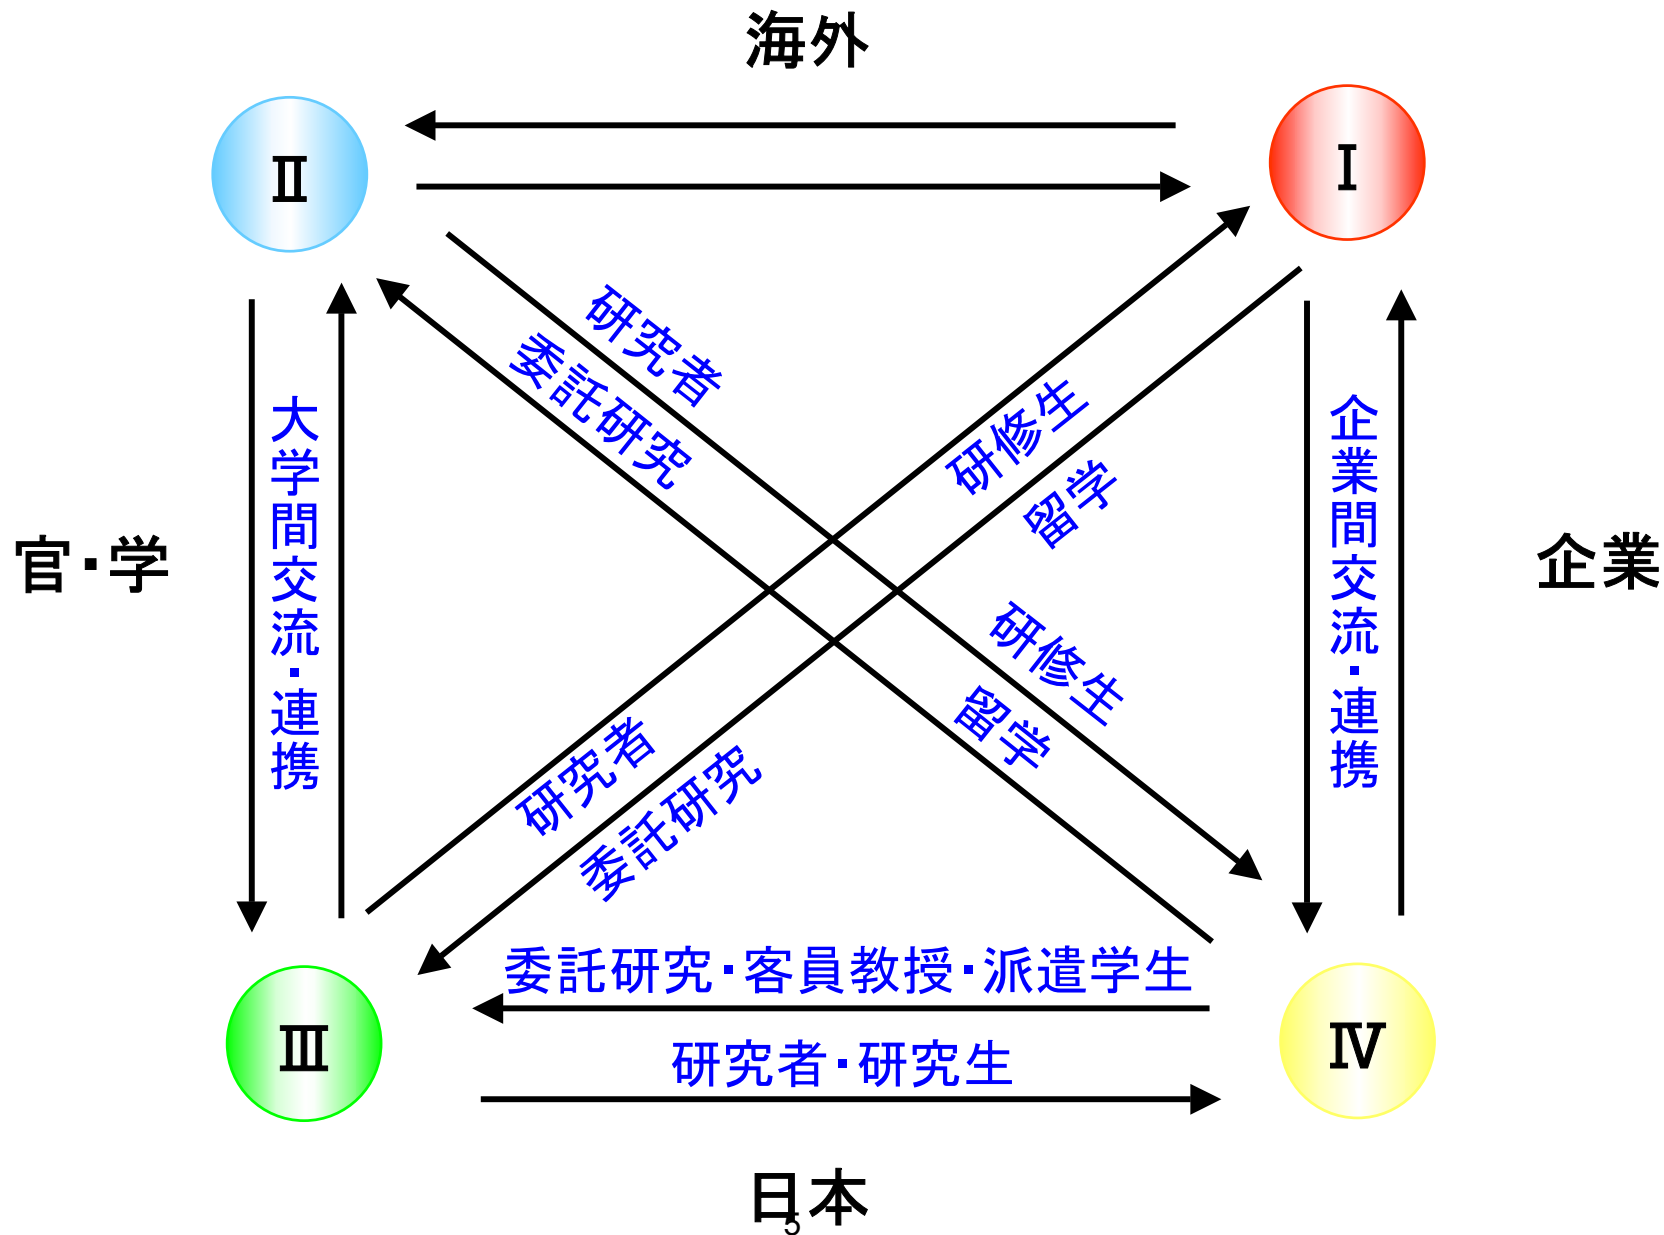 海外
Ⅱ
Ⅰ
研究者
委託研究
研修生
留学
大学間交流・連携
企業間交流・連携
官・学
企業
研修生
留学
研究者
委託研究
委託研究・客員教授・派遣学生
研究者・研究生
Ⅲ
Ⅳ
日本
5